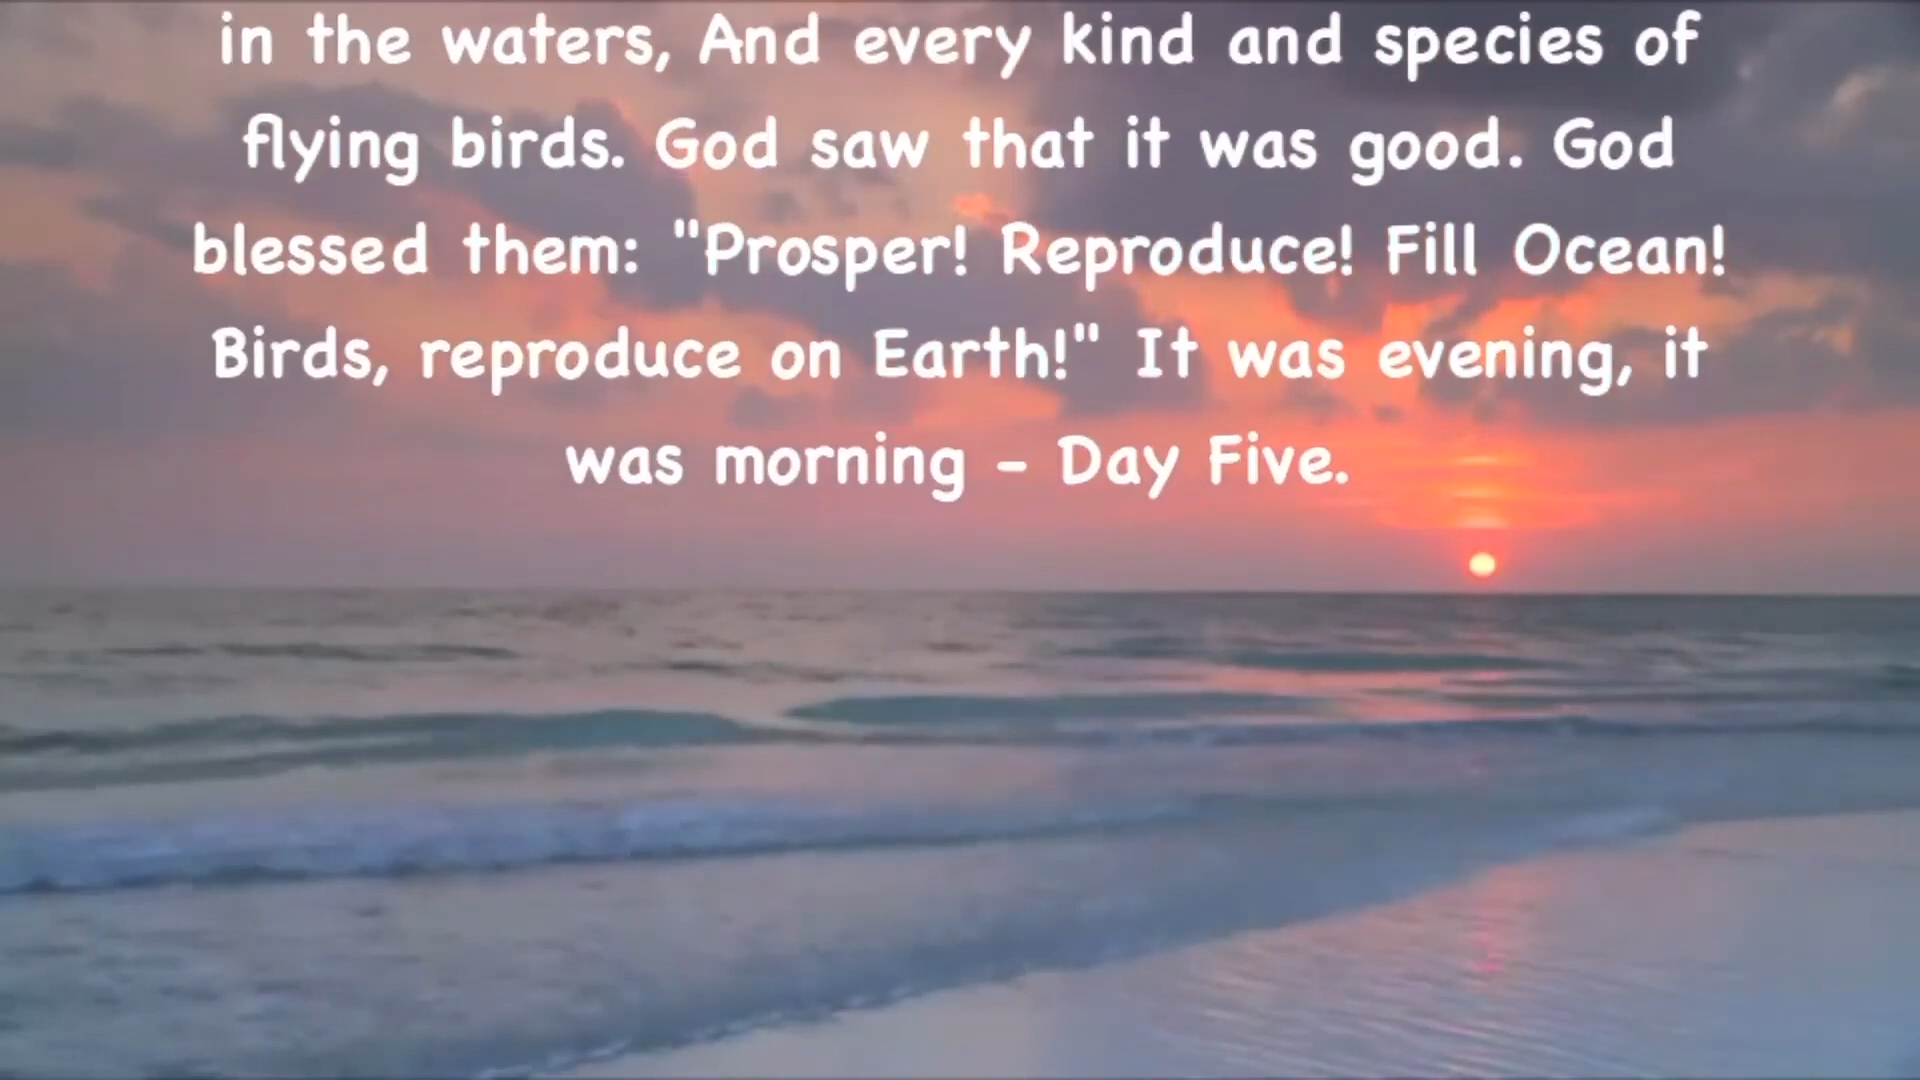 in the waters, And every kind and species of
flying birds. God saw that it was good. God
blessed them: "Prosper! Reproduce! Fill Ocean!
Birds, reproduce on Earth!" It was evening, it
was morning - Day Five.